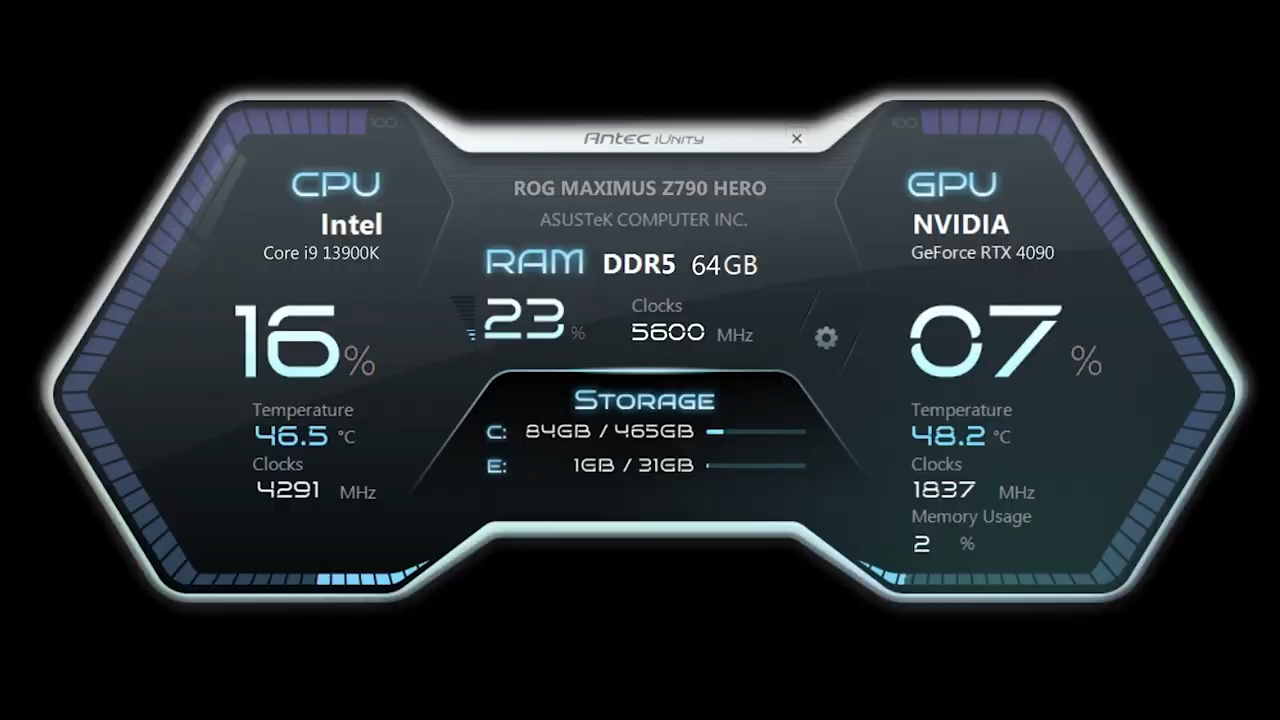 100
100
Antec iUnity
×
CPU
Intel
Core i9 13900K
16%
Temperature
46.5 °C
Clocks
4291 MHz
ROG MAXIMUS Z790 HERO
ASUSTeK COMPUTER INC.
RAM DDR5 64GB
23 %
Clocks
5600 MHz
STORAGE
C: 84GB / 465GB
E: 1GB / 31GB
GPU
NVIDIA
GeForce RTX 4090
07 %
Temperature
48.2 °C
Clocks
1837 MHz
Memory Usage
2 %